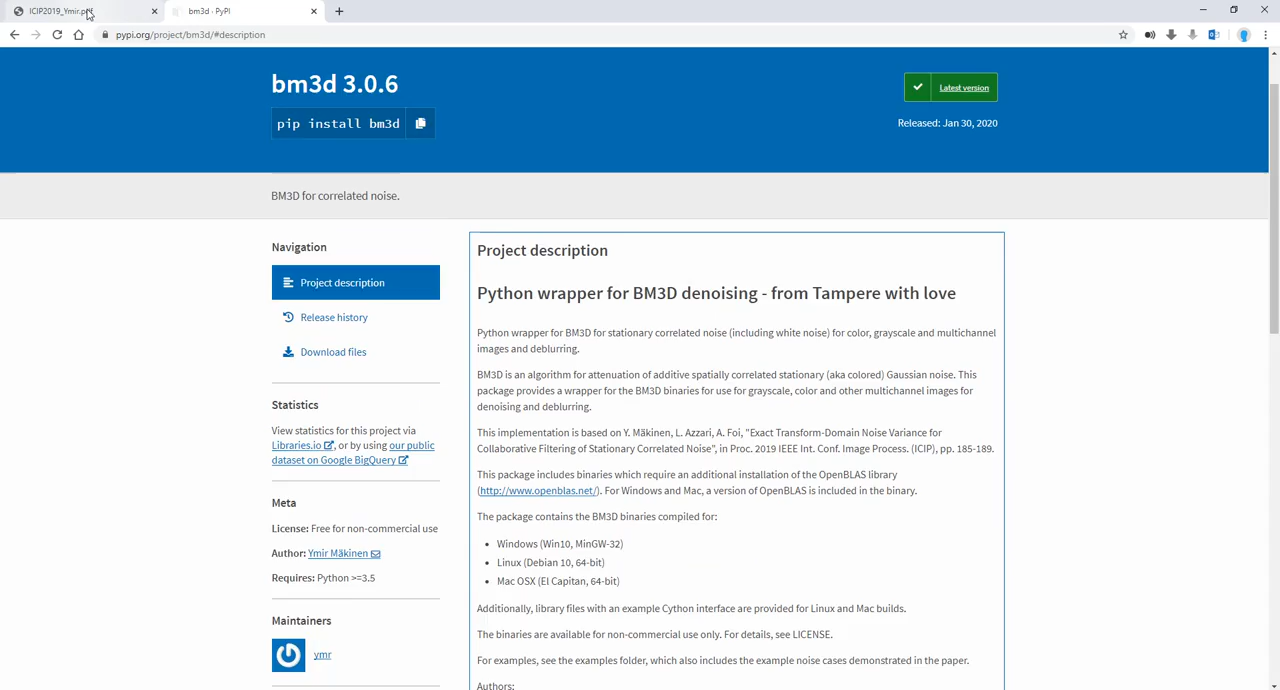 ICIP2019_Ymir.pdf
bm3d · PyPI
pypi.org/project/bm3d/#description
bm3d 3.0.6
pip install bm3d
Latest version
Released: Jan 30, 2020
BM3D for correlated noise.
Navigation
Project description
Release history
Download files
Statistics
View statistics for this project via
Libraries.io, or by using our public
dataset on Google BigQuery
Meta
License: Free for non-commercial use
Author: Ymir Mäkinen
Requires: Python >=3.5
Maintainers
ymr
Project description
Python wrapper for BM3D denoising - from Tampere with love
Python wrapper for BM3D for stationary correlated noise (including white noise) for color, grayscale and multichannel
images and deblurring.
BM3D is an algorithm for attenuation of additive spatially correlated stationary (aka colored) Gaussian noise. This
package provides a wrapper for the BM3D binaries for use for grayscale, color and other multichannel images for
denoising and deblurring.
This implementation is based on Y. Mäkinen, L. Azzari, A. Foi, "Exact Transform-Domain Noise Variance for
Collaborative Filtering of Stationary Correlated Noise", in Proc. 2019 IEEE Int. Conf. Image Process. (ICIP), pp. 185-189.
This package includes binaries which require an additional installation of the OpenBLAS library
(http://www.openblas.net/). For Windows and Mac, a version of OpenBLAS is included in the binary.
The package contains the BM3D binaries compiled for:
• Windows (Win10, MinGW-32)
• Linux (Debian 10, 64-bit)
• Mac OSX (El Capitan, 64-bit)
Additionally, library files with an example Cython interface are provided for Linux and Mac builds.
The binaries are available for non-commercial use only. For details, see LICENSE.
For examples, see the examples folder, which also includes the example noise cases demonstrated in the paper.
Authors: